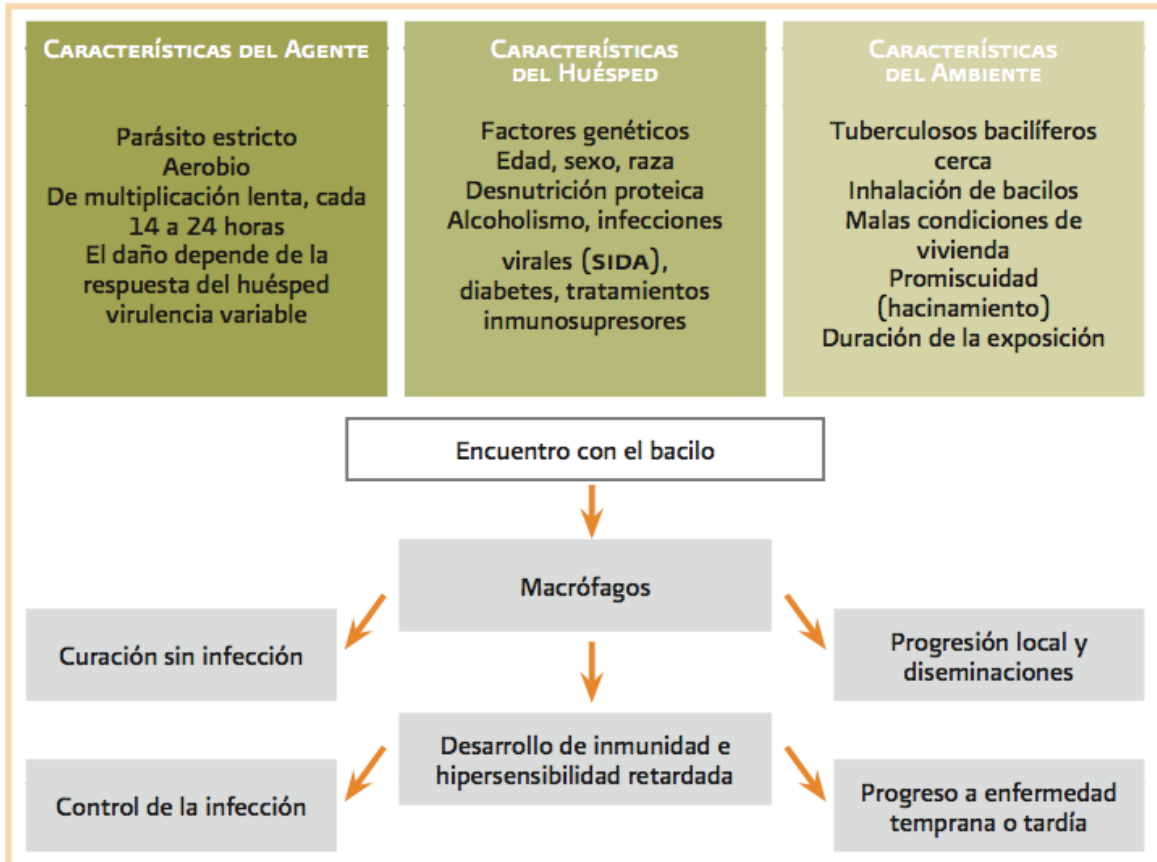 CARACTERÍSTICAS DEL AGENTE
Parásito estricto
Aerobio
De multiplicación lenta, cada
14 a 24 horas
El daño depende de la
respuesta del huésped
virulencia variable
CARACTERÍSTICAS
DEL HUÉSPED
Factores genéticos
Edad, sexo, raza
Desnutrición proteica
Alcoholismo, infecciones
virales (SIDA),
diabetes, tratamientos
inmunosupresores
CARACTERÍSTICAS
DEL AMBIENTE
Tuberculosos bacilíferos
cerca
Inhalación de bacilos
Malas condiciones de
vivienda
Promiscuidad
(hacinamiento)
Duración de la exposición
Encuentro con el bacilo
Macrófagos
Curación sin infección
Progresión local y
diseminaciones
Desarrollo de inmunidad e
hipersensibilidad retardada
Control de la infección
Progreso a enfermedad
temprana o tardía